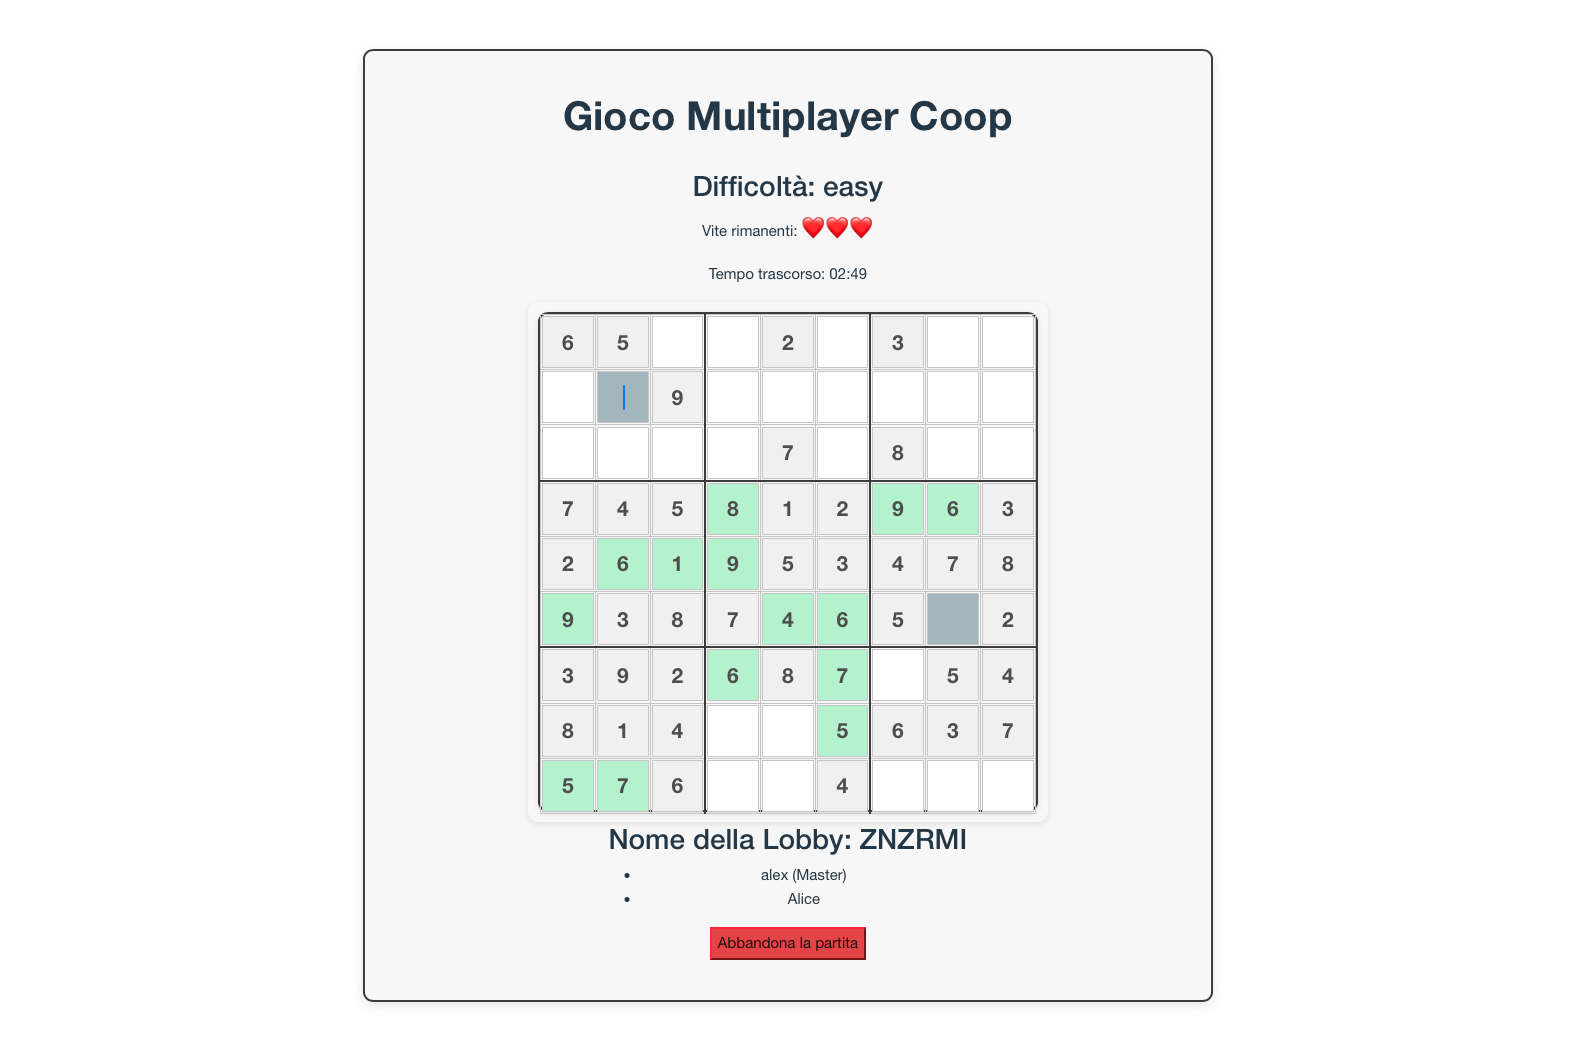 Gioco Multiplayer Coop
Difficoltà: easy
Vite rimanenti: ❤️❤️❤️
Tempo trascorso: 02:49
6 5 2 3
9
7 8
7 4 5 8 1 2 9 6 3
2 6 1 9 5 3 4 7 8
9 3 8 7 4 6 5 2
3 9 2 6 8 7 5 4
8 1 4 5 6 3 7
5 7 6 4
Nome della Lobby: ZNZRMI
• alex (Master)
• Alice
Abbandona la partita